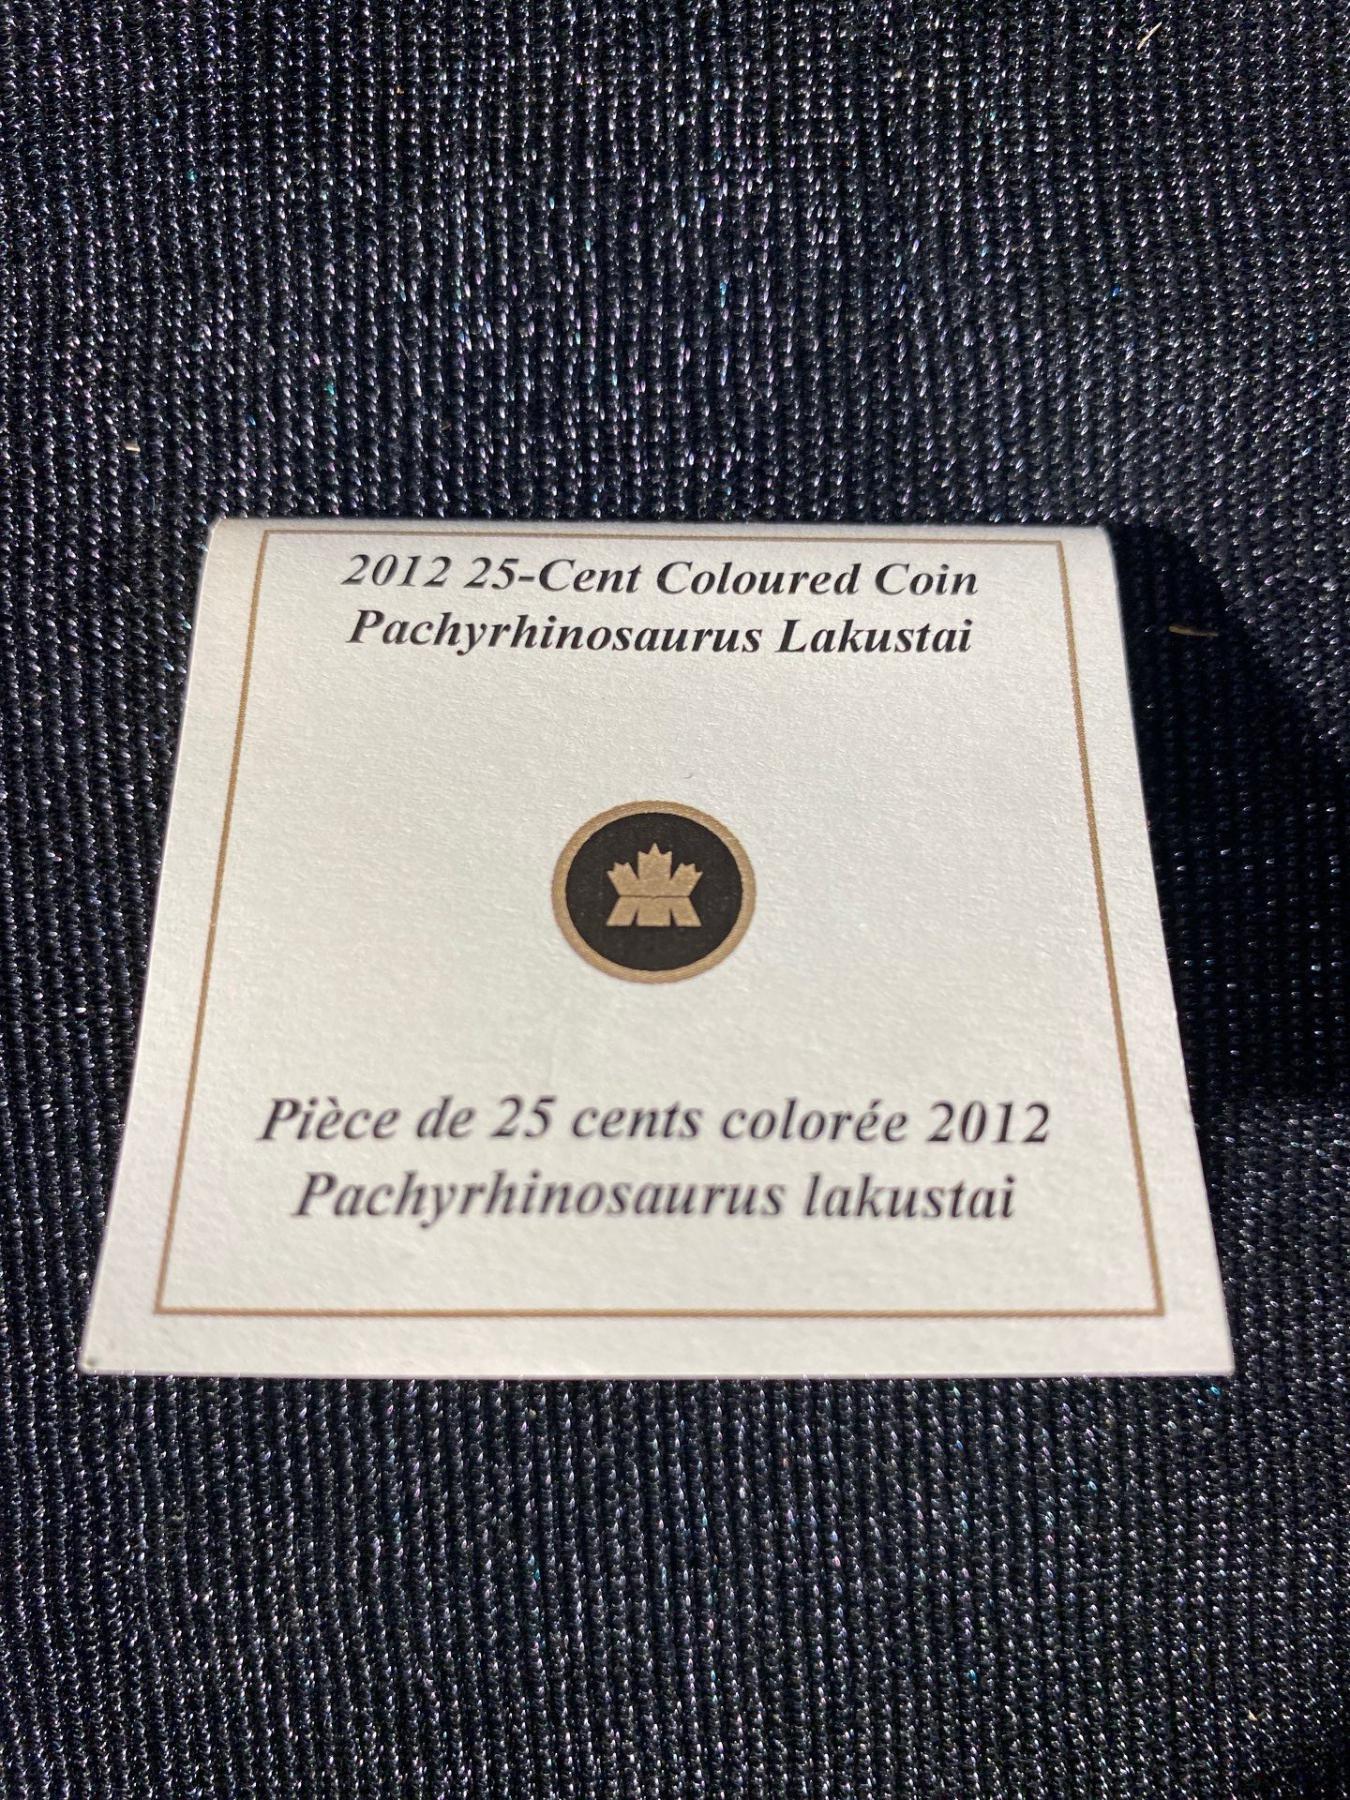 2012 25-Cent Coloured Coin
Pachyrhinosaurus Lakustai
Pièce de 25 cents colorée 2012
Pachyrhinosaurus lakustai